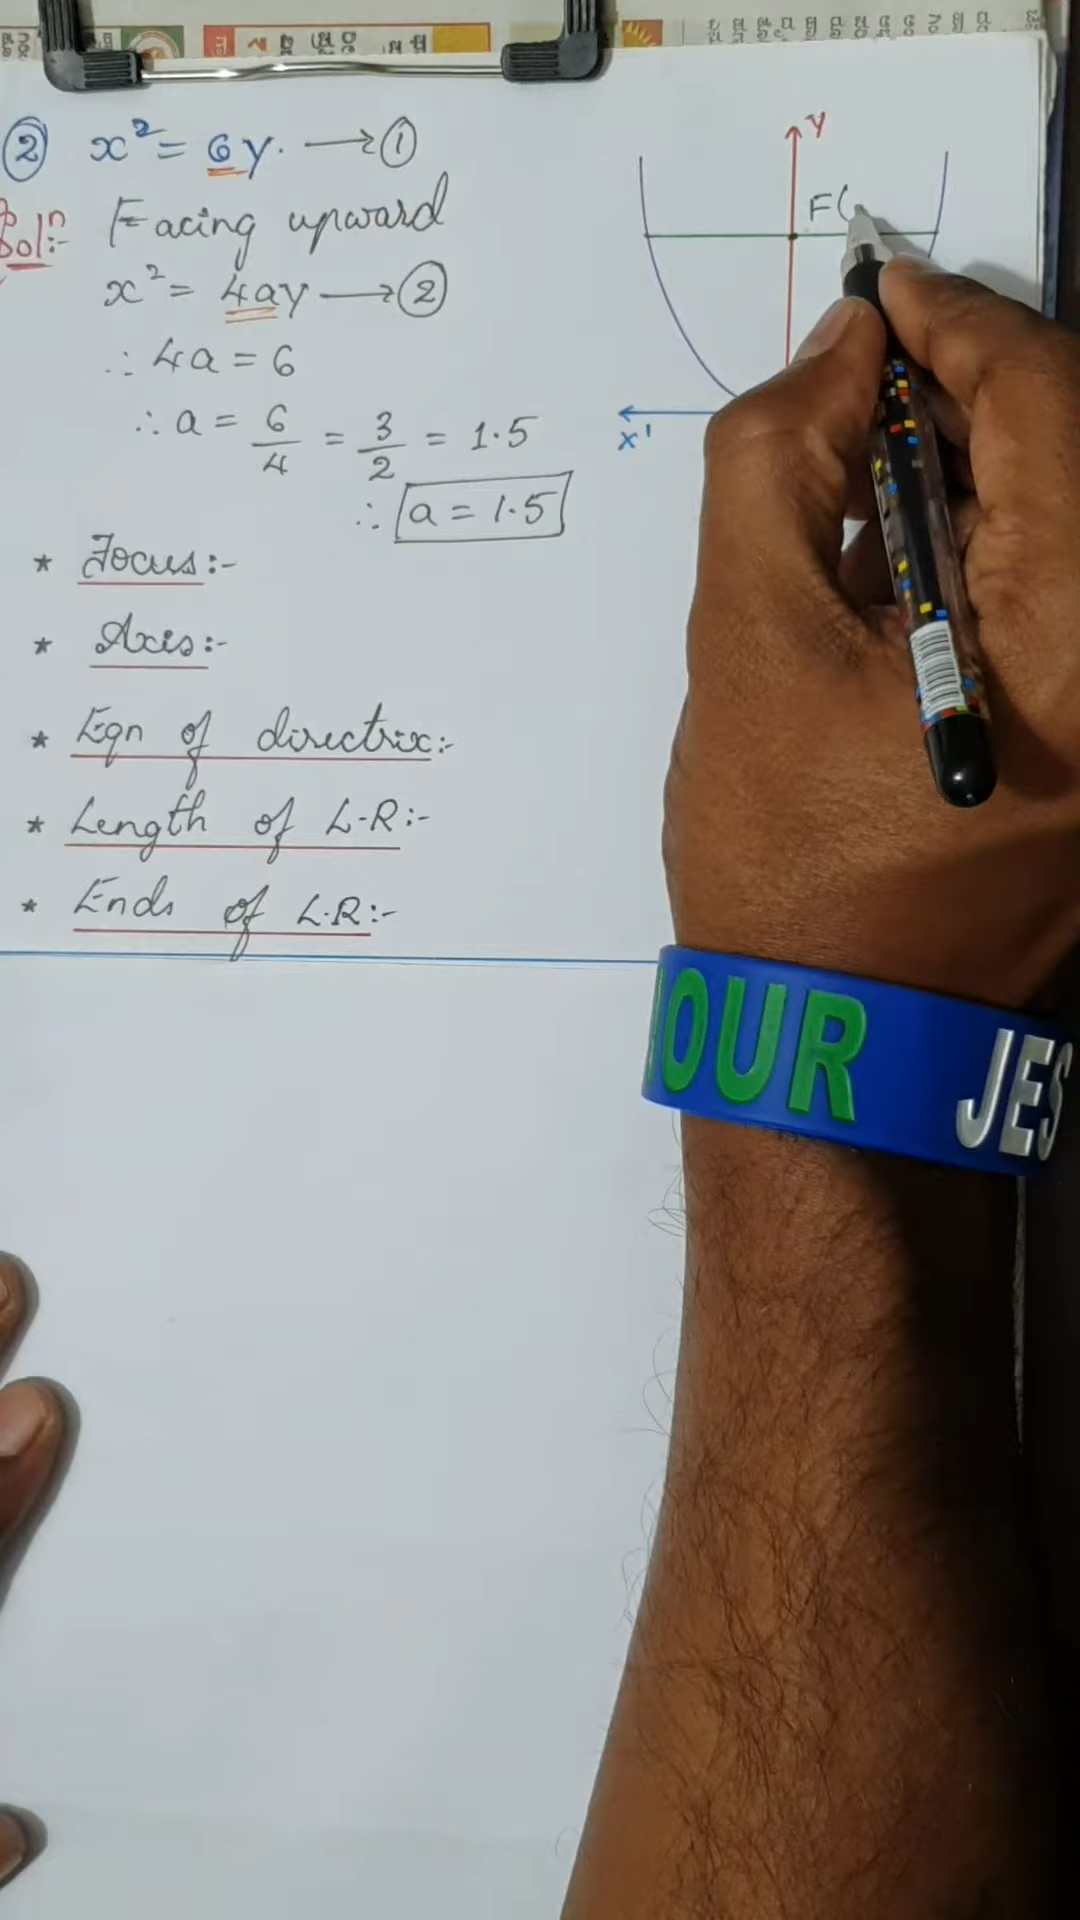 ② x² = 6y. ⟶ ①
Solⁿ:- Facing upward
x² = 4ay ⟶ ②
∴ 4a = 6
∴ a = 6/4 = 3/2 = 1.5
∴ a = 1.5
* Focus:-
* Axis:-
* Eqn of directrix:-
* Length of L.R:-
* Ends of L.R:-
Y
F(
X'
OUR JES